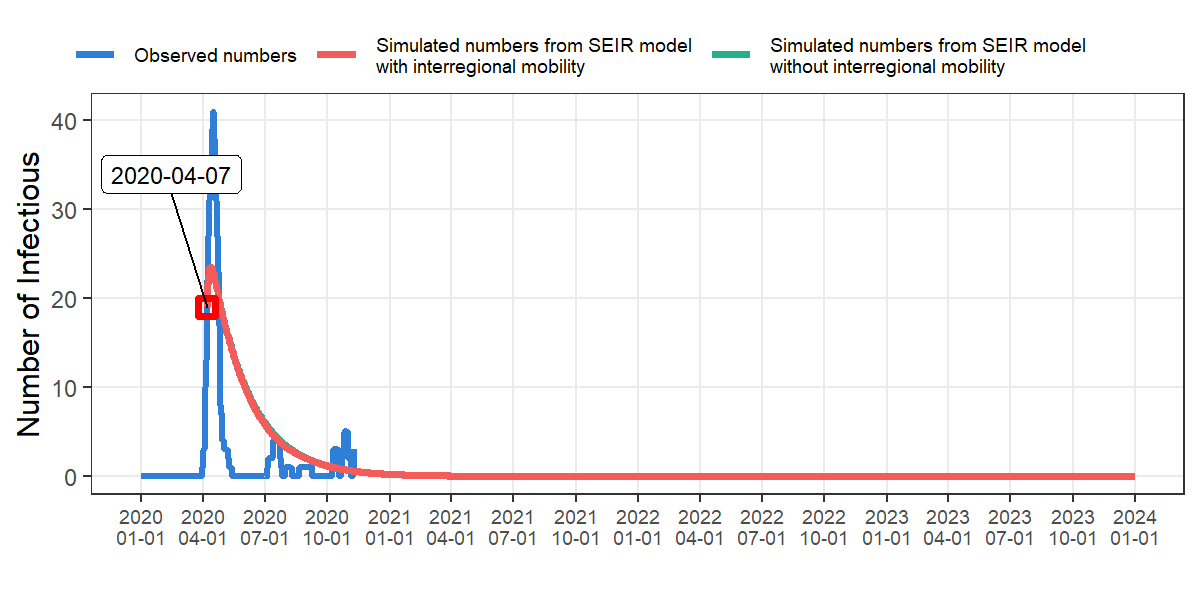 Observed numbers
Simulated numbers from SEIR model
with interregional mobility
Simulated numbers from SEIR model
without interregional mobility
Number of Infectious
40
30
20
10
0
2020-04-07
2020 2020 2020 2020 2021 2021 2021 2021 2022 2022 2022 2022 2023 2023 2023 2023 2024
01-01 04-01 07-01 10-01 01-01 04-01 07-01 10-01 01-01 04-01 07-01 10-01 01-01 04-01 07-01 10-01 01-01